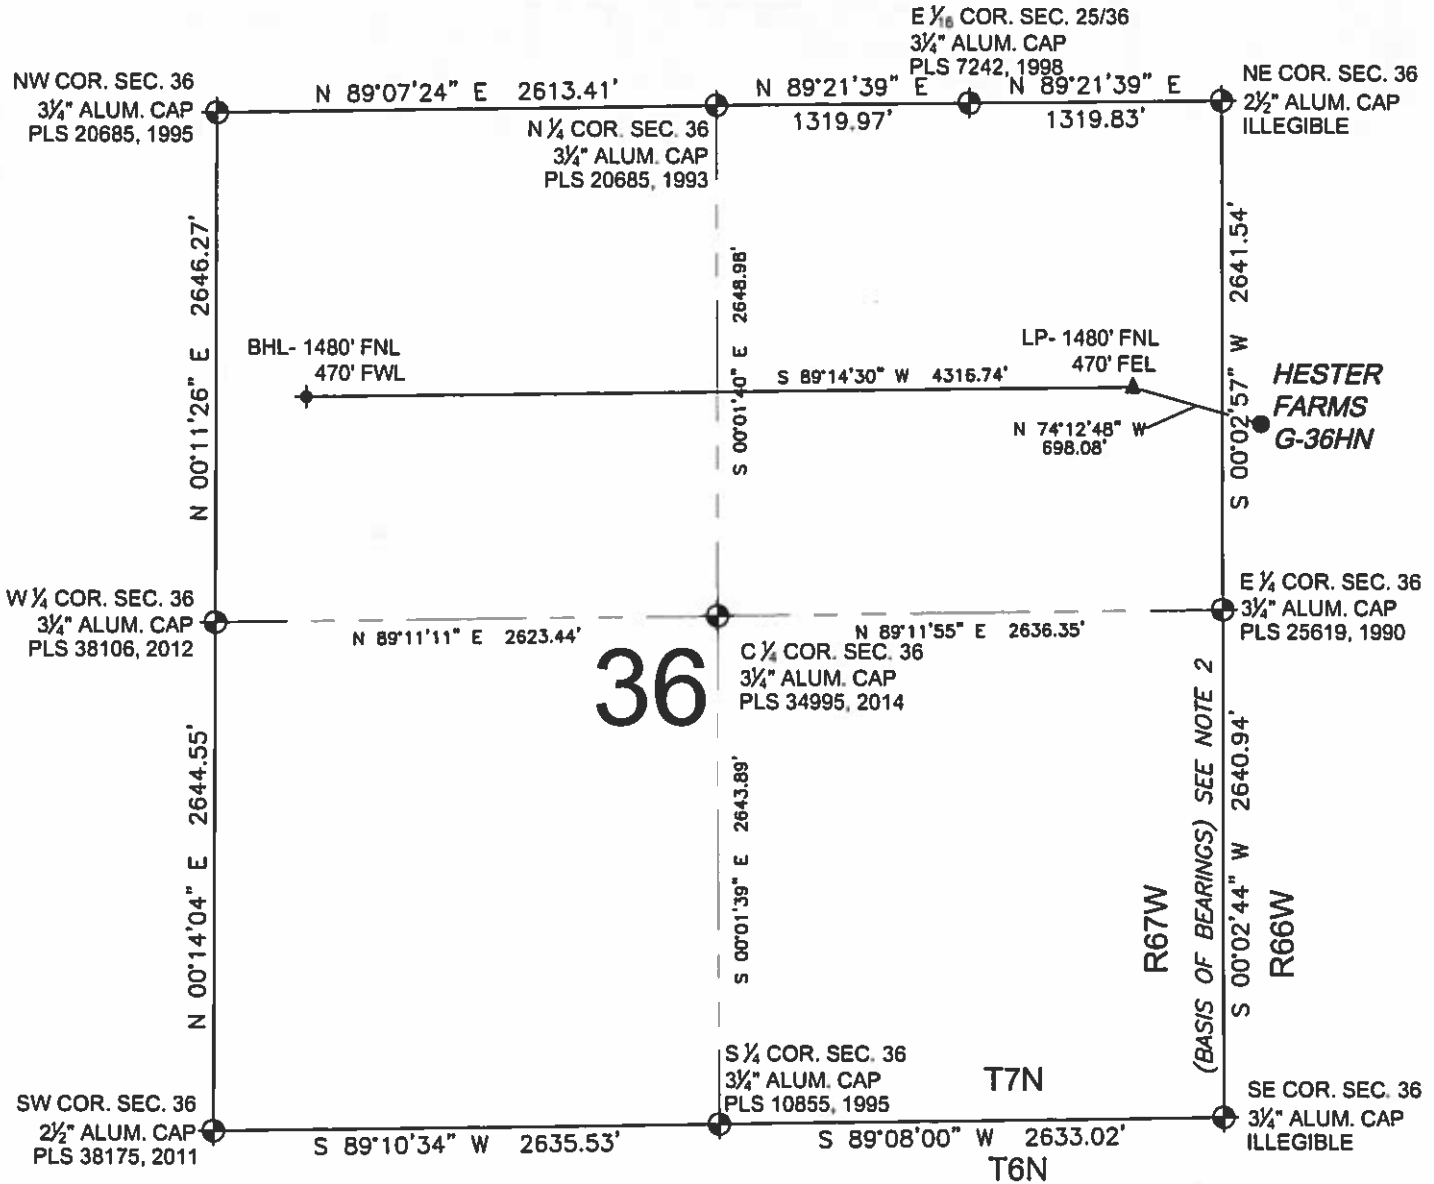 E 1/16 COR. SEC. 25/36
3¼" ALUM. CAP
PLS 7242, 1998
NW COR. SEC. 36
3¼" ALUM. CAP
PLS 20685, 1995
N 89°07'24" E 2613.41'
N ¼ COR. SEC. 36
3¼" ALUM. CAP
PLS 20685, 1993
N 89°21'39" E
1319.97'
N 89°21'39" E
1319.83'
NE COR. SEC. 36
2½" ALUM. CAP
ILLEGIBLE
N 00°11'26" E 2646.27'
S 00°01'40" E 2648.98'
S 00°02'57" W 2641.54'
BHL- 1480' FNL
470' FWL
S 89°14'30" W 4316.74'
LP- 1480' FNL
470' FEL
N 74°12'48" W
698.08'
HESTER
FARMS
G-36HN
W ¼ COR. SEC. 36
3¼" ALUM. CAP
PLS 38106, 2012
N 89°11'11" E 2623.44'
N 89°11'55" E 2636.35'
E ¼ COR. SEC. 36
3¼" ALUM. CAP
PLS 25619, 1990
36
C ¼ COR. SEC. 36
3¼" ALUM. CAP
PLS 34995, 2014
N 00°14'04" E 2644.55'
S 00°01'39" E 2643.89'
R67W
(BASIS OF BEARINGS) SEE NOTE 2
S 00°02'44" W 2640.94'
R66W
SW COR. SEC. 36
2½" ALUM. CAP
PLS 38175, 2011
S 89°10'34" W 2635.53'
S ¼ COR. SEC. 36
3¼" ALUM. CAP
PLS 10855, 1995
T7N
S 89°08'00" W 2633.02'
T6N
SE COR. SEC. 36
3¼" ALUM. CAP
ILLEGIBLE